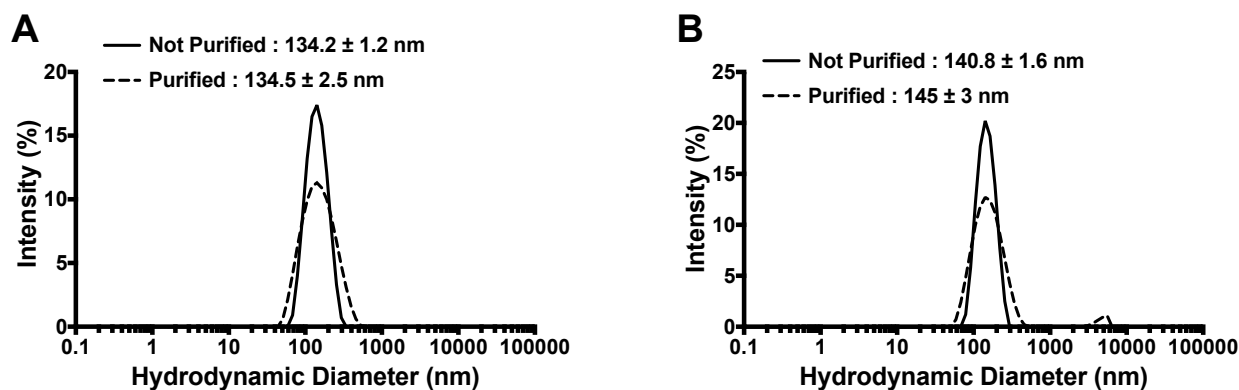 A
Not Purified : 134.2 ± 1.2 nm
Purified : 134.5 ± 2.5 nm
20
15
10
5
0
Intensity (%)
0.1 1 10 100 1000 10000 100000
Hydrodynamic Diameter (nm)
B
Not Purified : 140.8 ± 1.6 nm
Purified : 145 ± 3 nm
25
20
15
10
5
0
Intensity (%)
0.1 1 10 100 1000 10000 100000
Hydrodynamic Diameter (nm)